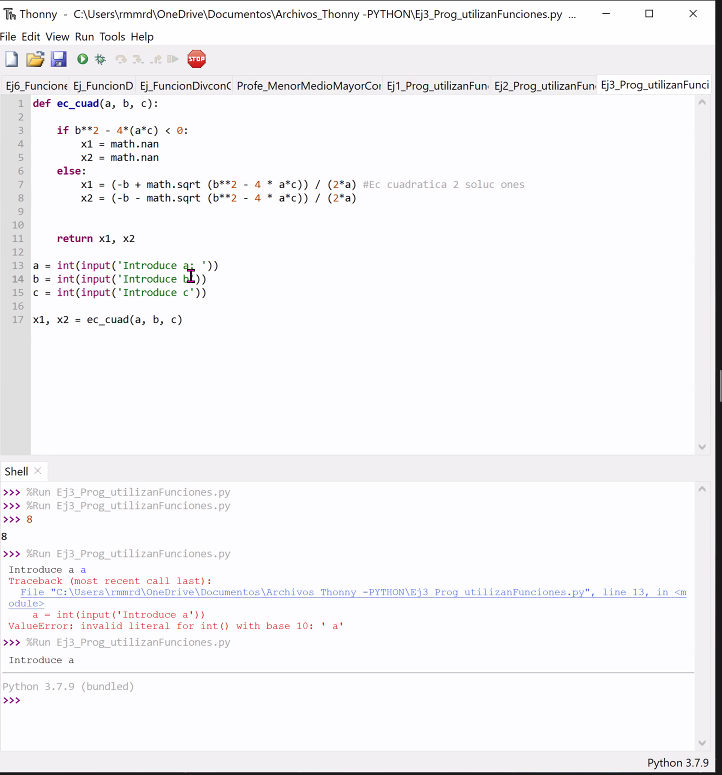 Thonny - C:\Users\rmmrd\OneDrive\Documentos\Archivos_Thonny -PYTHON\Ej3_Prog_utilizanFunciones.py ...
File Edit View Run Tools Help
STOP
Ej6_Funcione Ej_FuncionD Ej_FuncionDivconC Profe_MenorMedioMayorCor Ej1_Prog_utilizanFun Ej2_Prog_utilizanFun Ej3_Prog_utilizanFunci
1 def ec_cuad(a, b, c):
2
3 if b**2 - 4*(a*c) < 0:
4 x1 = math.nan
5 x2 = math.nan
6 else:
7 x1 = (-b + math.sqrt (b**2 - 4 * a*c)) / (2*a) #Ec cuadratica 2 soluc ones
8 x2 = (-b - math.sqrt (b**2 - 4 * a*c)) / (2*a)
9
10
11 return x1, x2
12
13 a = int(input('Introduce a: '))
14 b = int(input('Introduce b'))
15 c = int(input('Introduce c'))
16
17 x1, x2 = ec_cuad(a, b, c)
Shell
>>> %Run Ej3_Prog_utilizanFunciones.py
>>> %Run Ej3_Prog_utilizanFunciones.py
>>> 8
8
>>> %Run Ej3_Prog_utilizanFunciones.py
Introduce a a
Traceback (most recent call last):
File "C:\Users\rmmrd\OneDrive\Documentos\Archivos Thonny -PYTHON\Ej3 Prog utilizanFunciones.py", line 13, in <m
odule>
a = int(input('Introduce a'))
ValueError: invalid literal for int() with base 10: ' a'
>>> %Run Ej3_Prog_utilizanFunciones.py
Introduce a
Python 3.7.9 (bundled)
>>>
Python 3.7.9